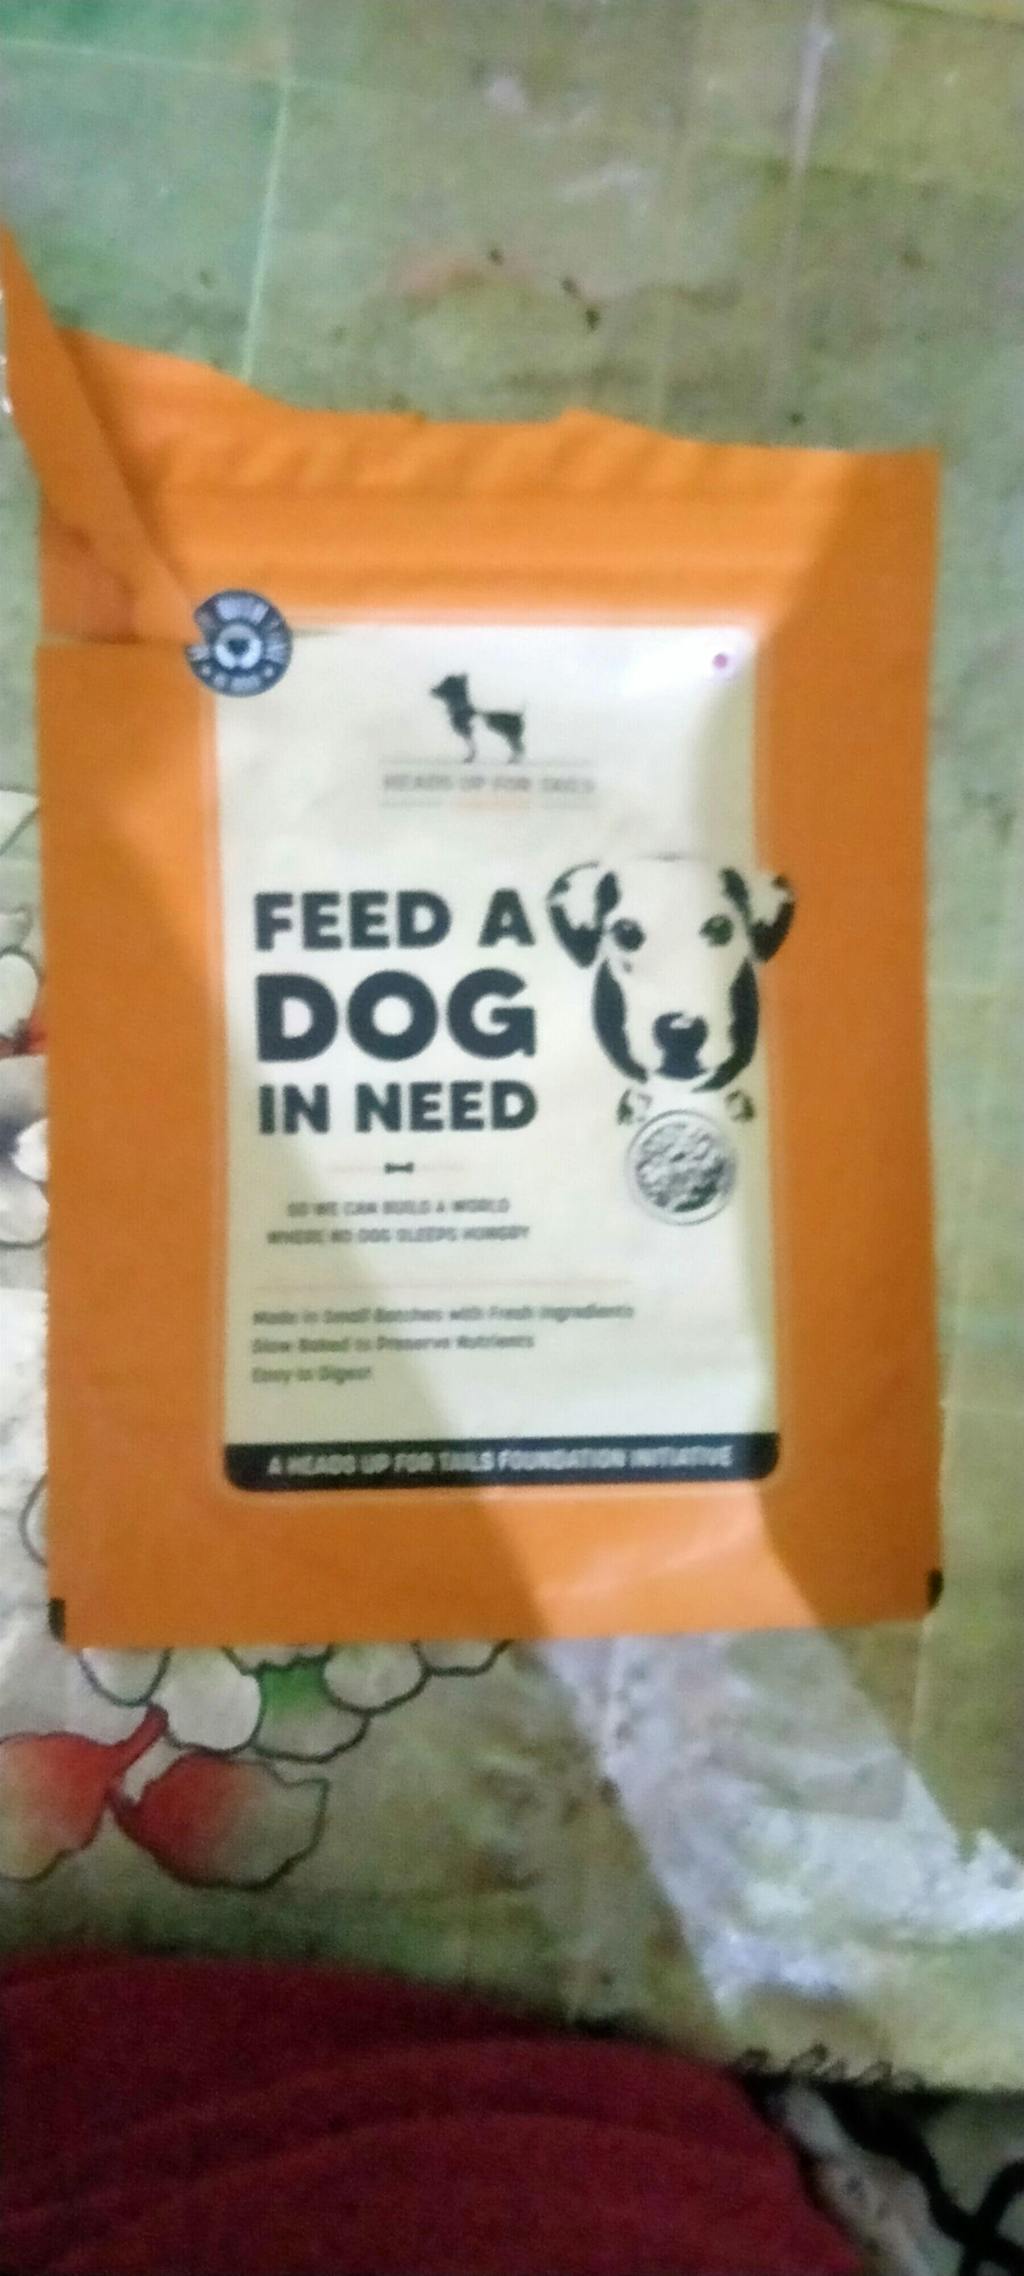 HEADS UP FOR TAILS
FEED A
DOG
IN NEED
SO WE CAN BUILD A WORLD
WHERE NO DOG SLEEPS HUNGRY
Made in Small Batches with Fresh Ingredients
Slow Baked to Preserve Nutrients
Easy to Digest
A HEADS UP FOR TAILS FOUNDATION INITIATIVE